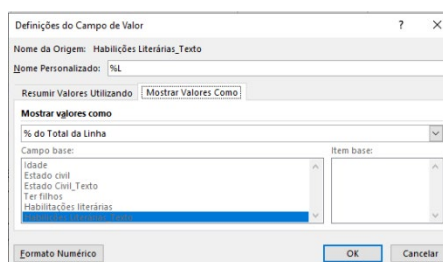 Definições do Campo de Valor ? ×
Nome da Origem: Habilições Literárias_Texto
Nome Personalizado: %L
Resumir Valores Utilizando Mostrar Valores Como
Mostrar valores como
% do Total da Linha
Campo base: Item base:
Idade
Estado civil
Estado Civil_Texto
Ter filhos
Habilitações literárias
Formato Numérico OK Cancelar